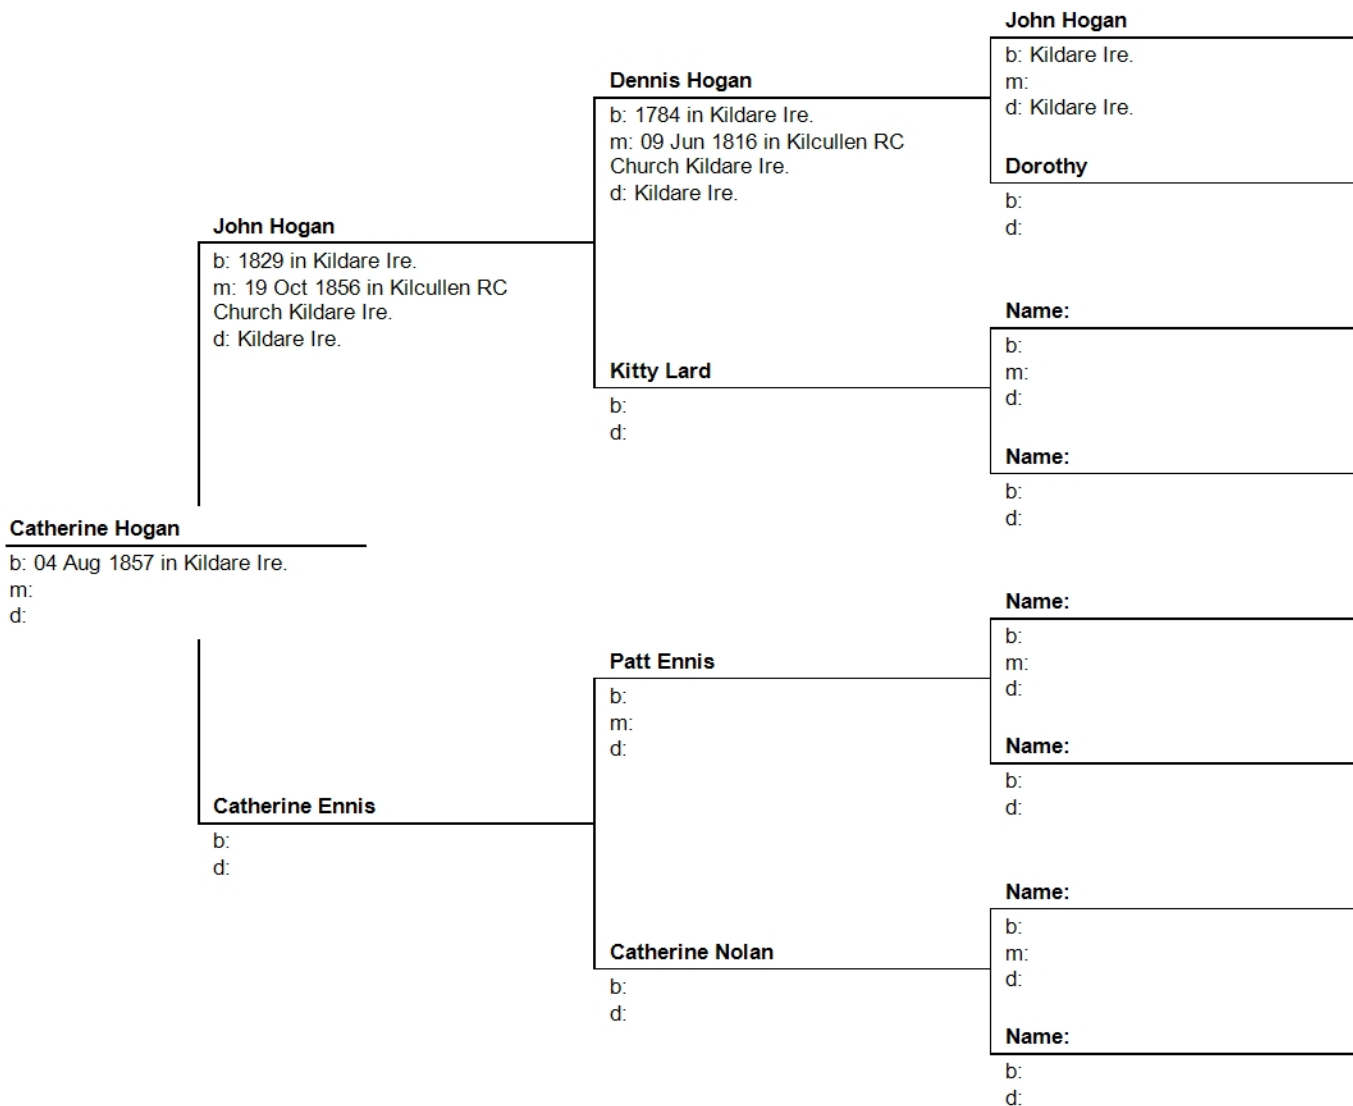 John Hogan
b: Kildare Ire.
m:
d: Kildare Ire.
Dennis Hogan
b: 1784 in Kildare Ire.
m: 09 Jun 1816 in Kilcullen RC
Church Kildare Ire.
d: Kildare Ire.
Dorothy
b:
d:
John Hogan
b: 1829 in Kildare Ire.
m: 19 Oct 1856 in Kilcullen RC
Church Kildare Ire.
d: Kildare Ire.
Name:
b:
m:
d:
Kitty Lard
b:
d:
Name:
b:
d:
Catherine Hogan
b: 04 Aug 1857 in Kildare Ire.
m:
d:
Name:
b:
m:
d:
Patt Ennis
b:
m:
d:
Name:
b:
d:
Catherine Ennis
b:
d:
Name:
b:
m:
d:
Catherine Nolan
b:
d:
Name:
b:
d: